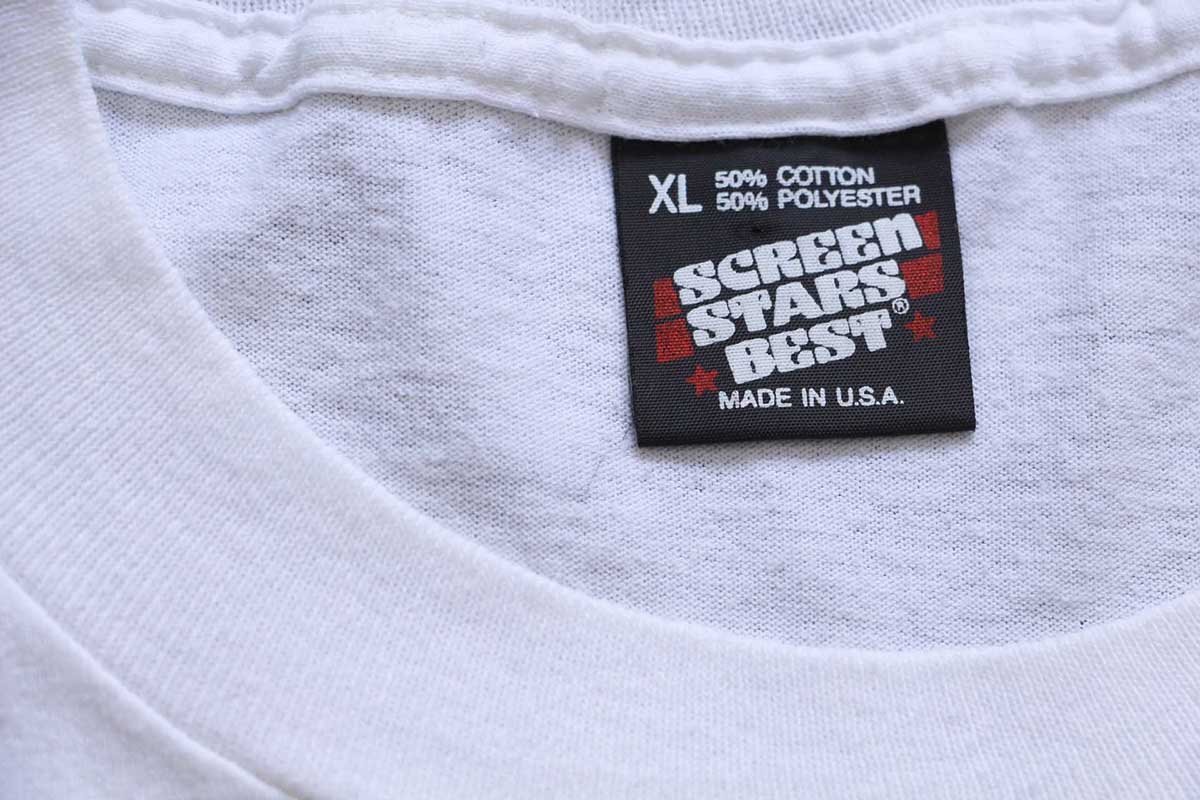 XL 50% COTTON
50% POLYESTER
SCREEN
STARS
BEST®
MADE IN U.S.A.